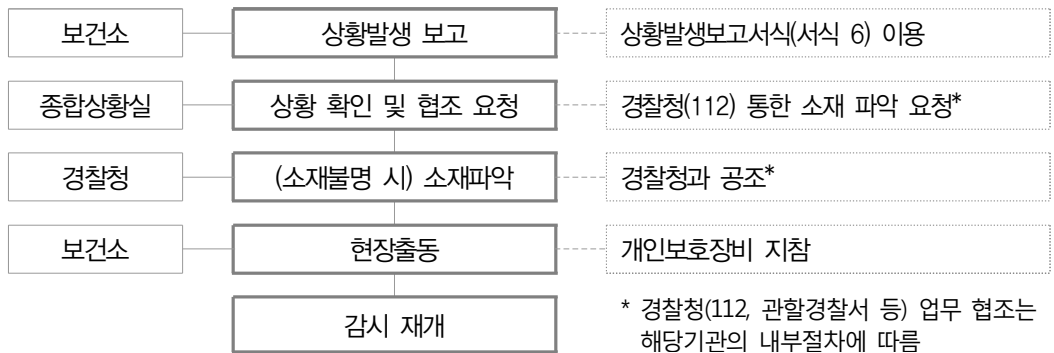 보건소 상황발생 보고 상황발생보고서식(서식 6) 이용
종합상황실 상황 확인 및 협조 요청 경찰청(112) 통한 소재 파악 요청*
경찰청 (소재불명 시) 소재파악 경찰청과 공조*
보건소 현장출동 개인보호장비 지참
감시 재개
* 경찰청(112, 관할경찰서 등) 업무 협조는
해당기관의 내부절차에 따름